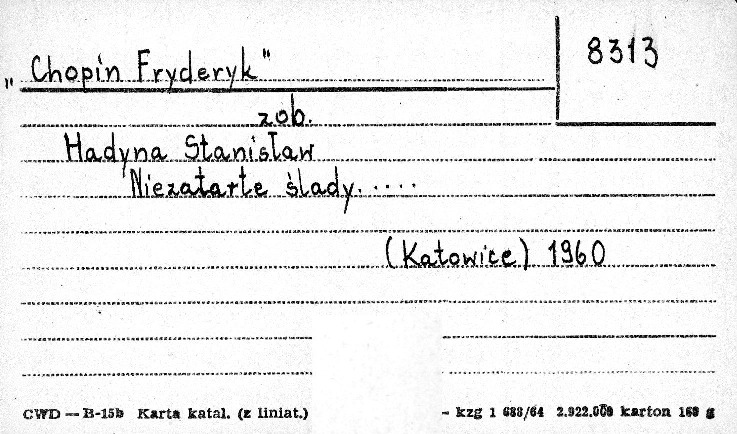 8313
„Chopin Fryderyk"
zob.
Hadyna Stanisław
Niezatarte ślady.....
(Katowice) 1960
CWD — B-15b Karta katal. (z liniat.) - kzg 1 688/64 2.922.000 karton 160 g